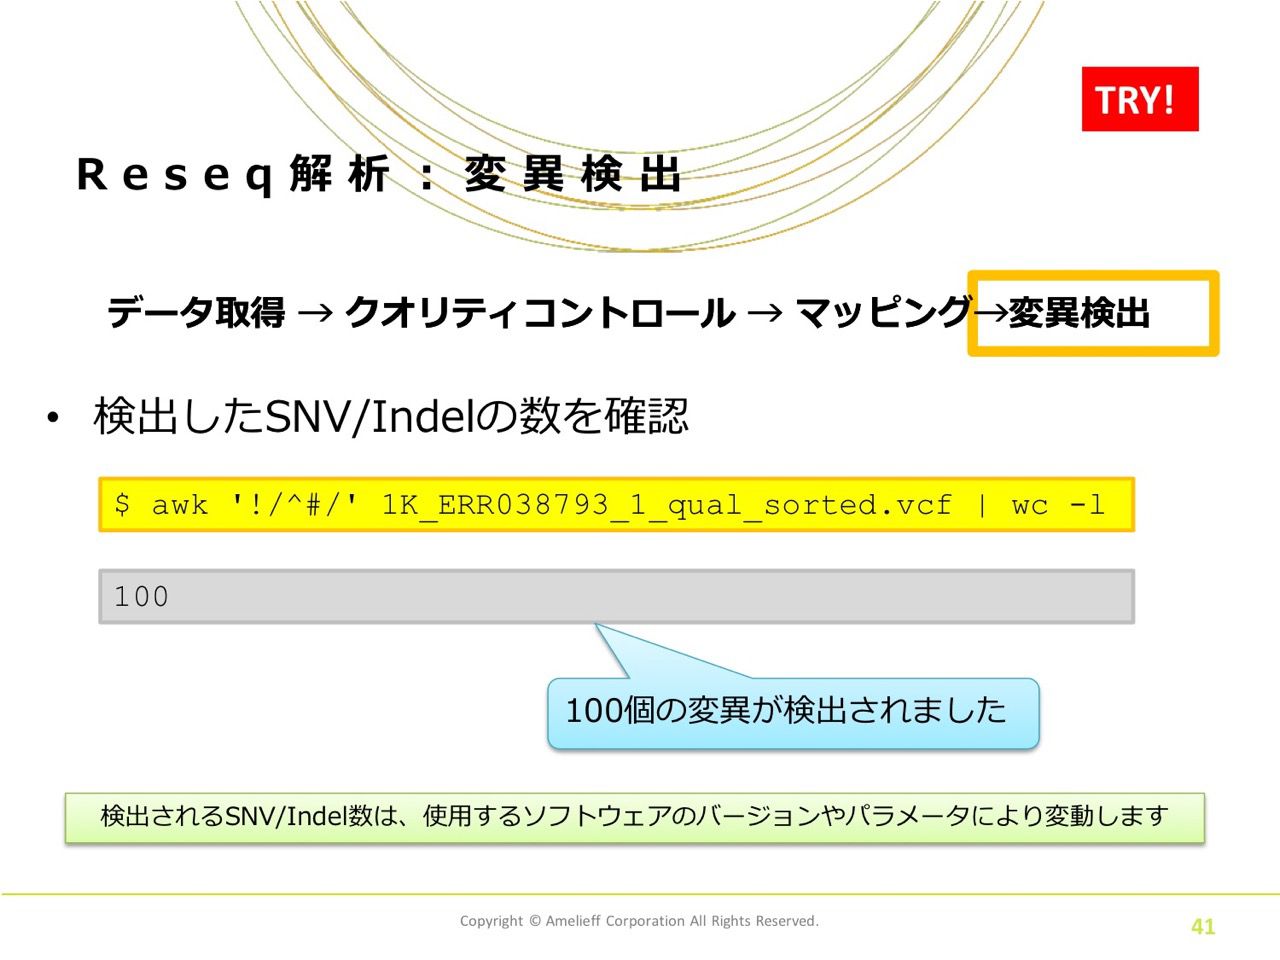 TRY!
Reseq解析：変異検出
データ取得 → クオリティコントロール → マッピング→変異検出
• 検出したSNV/Indelの数を確認
$ awk '!/^#/' 1K_ERR038793_1_qual_sorted.vcf | wc -l
100
100個の変異が検出されました
検出されるSNV/Indel数は、使用するソフトウェアのバージョンやパラメータにより変動します
Copyright © Amelieff Corporation All Rights Reserved.
41